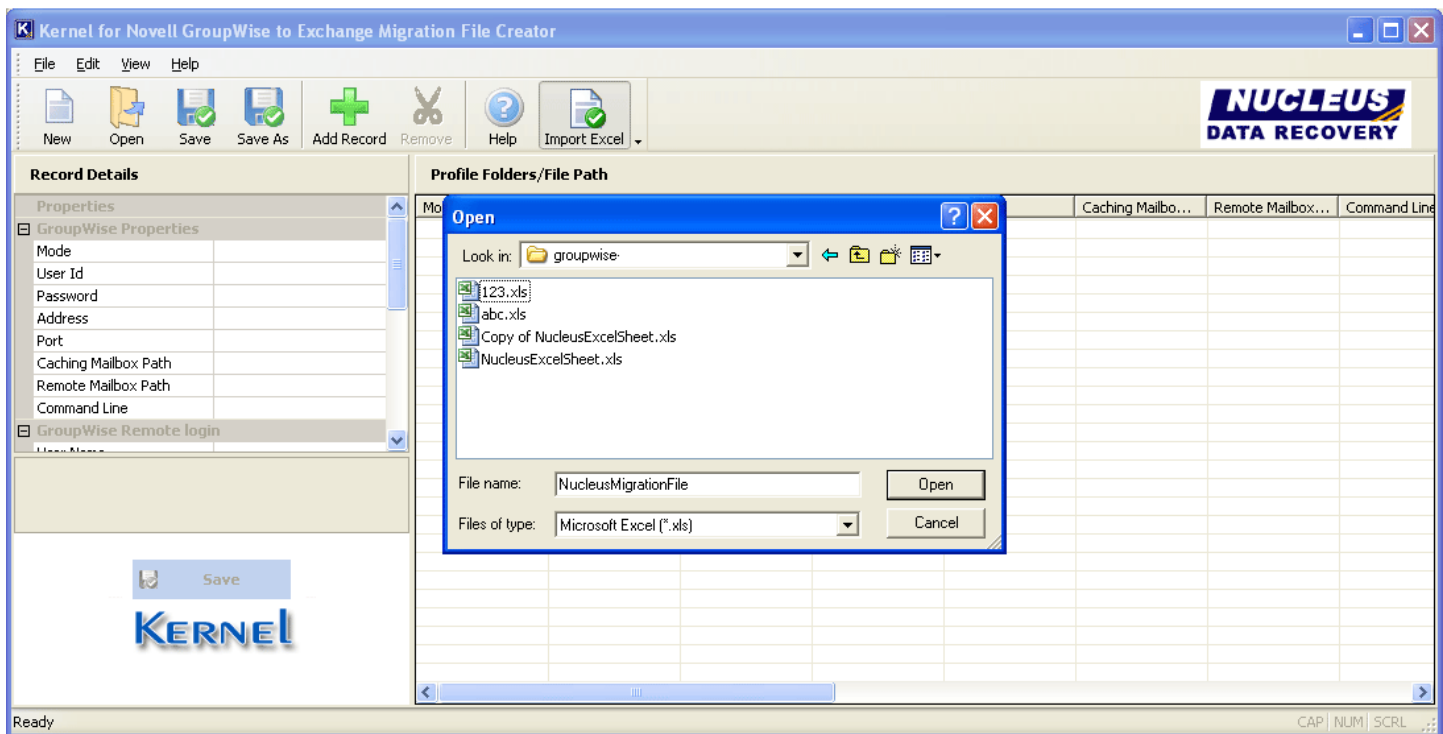 Kernel for Novell GroupWise to Exchange Migration File Creator
File Edit View Help
New Open Save Save As Add Record Remove Help Import Excel
NUCLEUS
DATA RECOVERY
Record Details
Profile Folders/File Path
Properties
GroupWise Properties
Mode
User Id
Password
Address
Port
Caching Mailbox Path
Remote Mailbox Path
Command Line
GroupWise Remote login
User Name
Save
KERNEL
Mo
Caching Mailbo... Remote Mailbox... Command Line
Open
Look in: groupwise
123.xls
abc.xls
Copy of NucleusExcelSheet.xls
NucleusExcelSheet.xls
File name: NucleusMigrationFile Open
Files of type: Microsoft Excel (*.xls) Cancel
Ready
CAP NUM SCRL